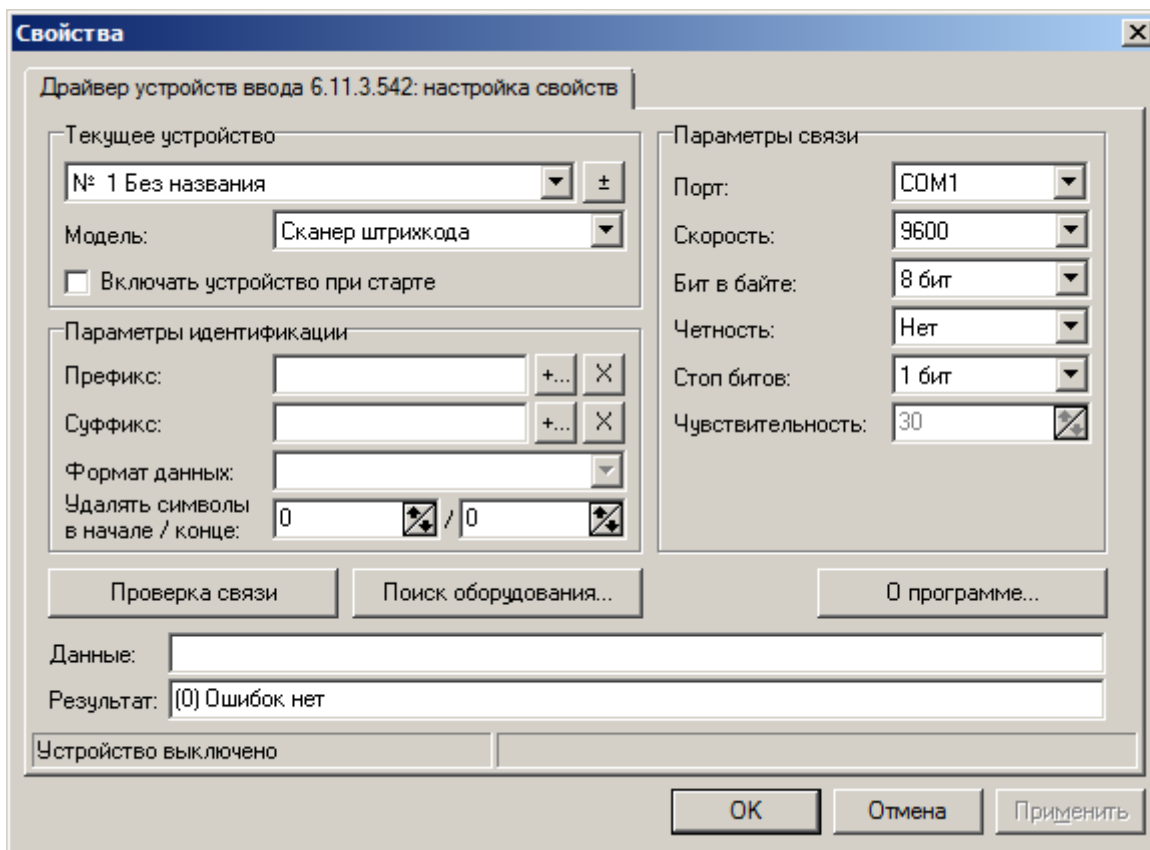 Свойства
Драйвер устройств ввода 6.11.3.542: настройка свойств
Текущее устройство
№ 1 Без названия
±
Модель:
Сканер штрихкода
Включать устройство при старте
Параметры идентификации
Префикс:
+...
X
Суффикс:
+...
X
Формат данных:
Удалять символы
в начале / конце:
0
/
0
Параметры связи
Порт:
COM1
Скорость:
9600
Бит в байте:
8 бит
Четность:
Нет
Стоп битов:
1 бит
Чувствительность:
30
Проверка связи
Поиск оборудования...
О программе...
Данные:
Результат:
(0) Ошибок нет
Устройство выключено
OK
Отмена
Применить